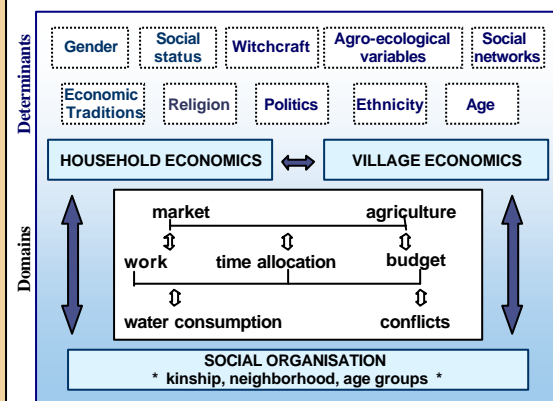 Determinants
Gender
Social
status
Witchcraft
Agro-ecological
variables
Social
networks
Economic
Traditions
Religion
Politics
Ethnicity
Age
HOUSEHOLD ECONOMICS
VILLAGE ECONOMICS
Domains
market
agriculture
work
time allocation
budget
water consumption
conflicts
SOCIAL ORGANISATION
* kinship, neighborhood, age groups *